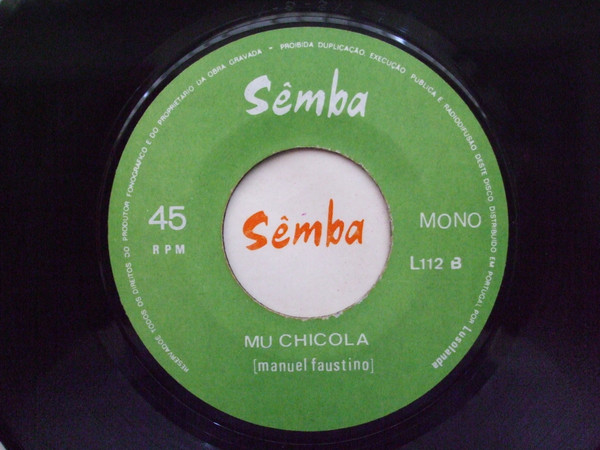 RESERVADOS TODOS OS DIREITOS DO PRODUTOR FONOGRÁFICO E DO PROPRIETÁRIO DA OBRA GRAVADA - PROIBIDA DUPLICAÇÃO, EXECUÇÃO PÚBLICA E RADIODIFUSÃO DESTE DISCO DISTRIBUIDO EM PORTUGAL POR Lusolanda
Sêmba
45
RPM
MONO
L112 B
Sêmba
MU CHICOLA
[manuel faustino]